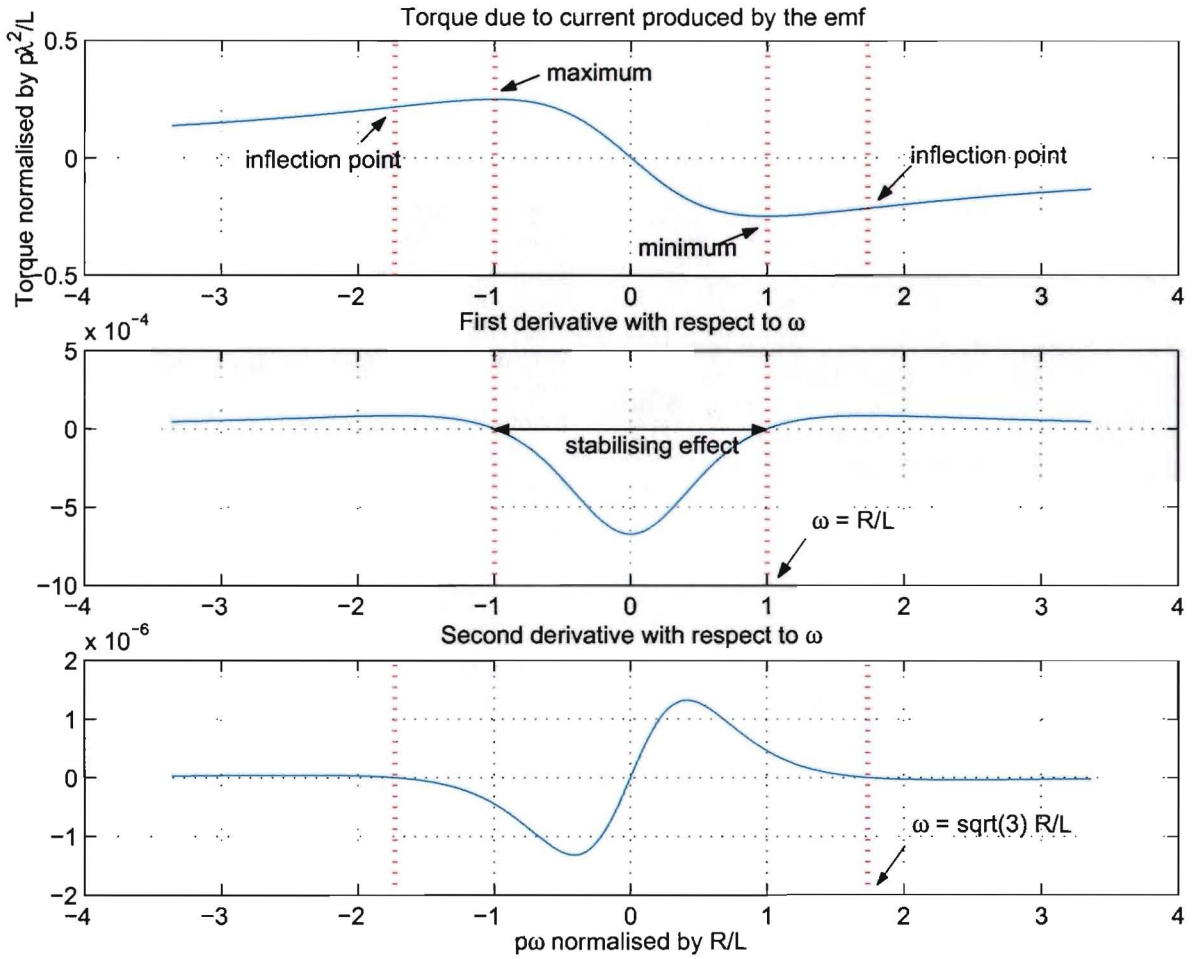 Torque due to current produced by the emf
Torque normalised by pλ²/L
0.5
0
−0.5
maximum
inflection point
inflection point
minimum
−4 −3 −2 −1 0 1 2 3 4
First derivative with respect to ω
x 10⁻⁴
5
0
−5
−10
stabilising effect
ω = R/L
−4 −3 −2 −1 0 1 2 3 4
Second derivative with respect to ω
x 10⁻⁶
2
1
0
−1
−2
ω = sqrt(3) R/L
−4 −3 −2 −1 0 1 2 3 4
pω normalised by R/L